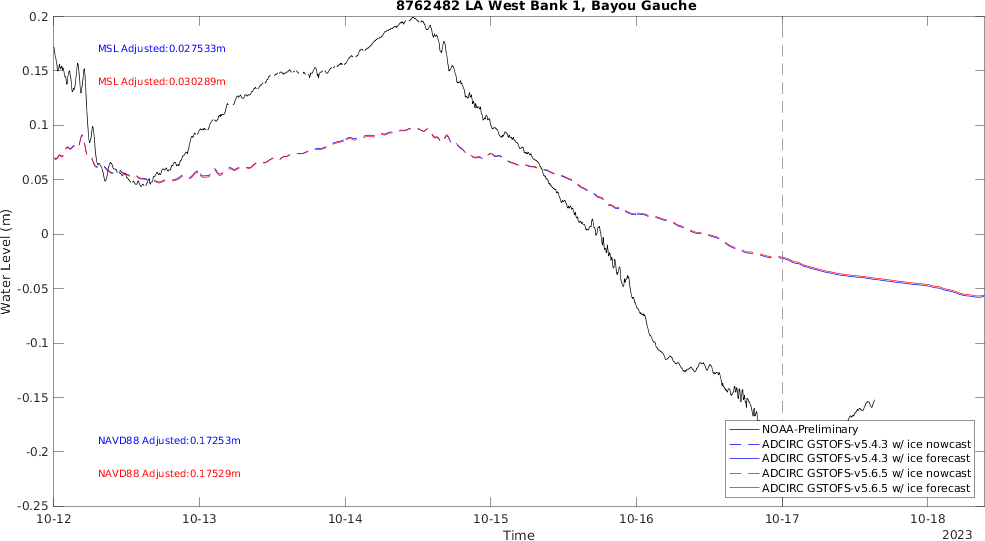 8762482 LA West Bank 1, Bayou Gauche
0.2
0.15
0.1
0.05
0
-0.05
-0.1
-0.15
-0.2
-0.25
Water Level (m)
MSL Adjusted:0.027533m
MSL Adjusted:0.030289m
NAVD88 Adjusted:0.17253m
NAVD88 Adjusted:0.17529m
NOAA-Preliminary
ADCIRC GSTOFS-v5.4.3 w/ ice nowcast
ADCIRC GSTOFS-v5.4.3 w/ ice forecast
ADCIRC GSTOFS-v5.6.5 w/ ice nowcast
ADCIRC GSTOFS-v5.6.5 w/ ice forecast
10-12 10-13 10-14 10-15 10-16 10-17 10-18
Time
2023